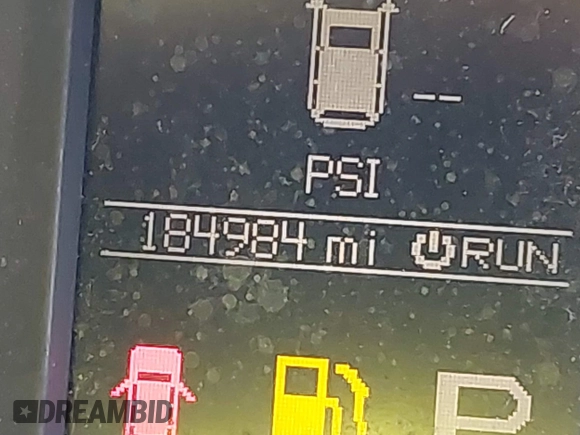 --
PSI
184984 mi RUN
P
DREAMBID